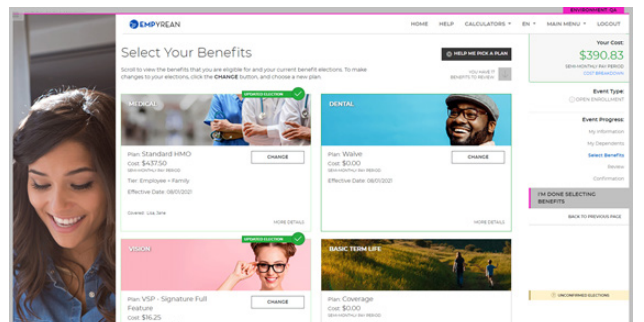 ENVIRONMENT: QA
EMPYREAN
HOME HELP CALCULATORS EN MAIN MENU LOGOUT
Select Your Benefits
HELP ME PICK A PLAN
Scroll to view the benefits that you are eligible for and your current benefit
elections. To make
changes to your elections, click the CHANGE button, and choose a new plan.
YOU HAVE 17
BENEFITS TO REVIEW
Your Cost:
$390.83
SEMI-MONTHLY PAY PERIOD
COST BREAKDOWN
Event Type:
OPEN ENROLLMENT
Event Progress:
My Information
My Dependents
Select Benefits
Review
Confirmation
I'M DONE SELECTING
BENEFITS
BACK TO PREVIOUS PAGE
UNCONFIRMED ELECTIONS
UPDATED ELECTION
MEDICAL
Plan: Standard HMO
Cost: $437.50
SEMI-MONTHLY PAY PERIOD
Tier: Employee + Family
Effective Date: 08/01/2021
Covered: Lisa, Jane
CHANGE
MORE DETAILS
DENTAL
Plan: Waive
Cost: $0.00
SEMI-MONTHLY PAY PERIOD
Effective Date: 08/01/2021
CHANGE
MORE DETAILS
UPDATED ELECTION
VISION
Plan: VSP - Signature Full
Feature
Cost: $16.25
CHANGE
BASIC TERM LIFE
Plan: Coverage
Cost: $0.00
SEMI-MONTHLY PAY PERIOD
CHANGE